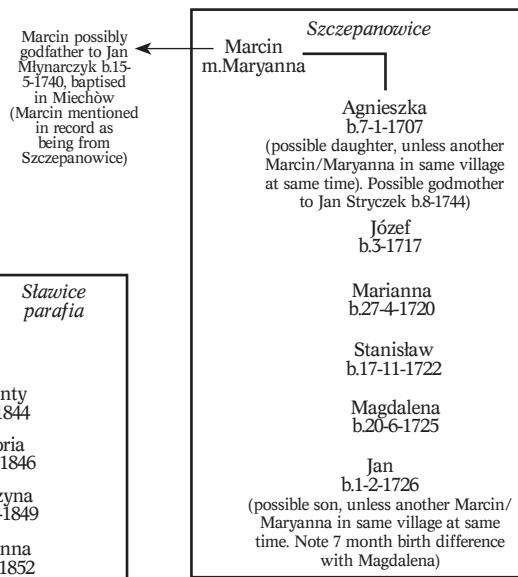 Marcin possibly
godfather to Jan
Młynarczyk b.15-
5-1740, baptised
in Miechòw
(Marcin mentioned
in record as
being from
Szczepanowice)
Szczepanowice
Marcin
m.Maryanna
Agnieszka
b.7-1-1707
(possible daughter, unless another
Marcin/Maryanna in same village
at same time). Possible godmother
to Jan Stryczek b.8-1744)
Józef
b.3-1717
Marianna
b.27-4-1720
Stanisław
b.17-11-1722
Magdalena
b.20-6-1725
Jan
b.1-2-1726
(possible son, unless another Marcin/
Maryanna in same village at same
time. Note 7 month birth difference
with Magdalena)
Sławice
parafia
nty
1844
oria
1846
zyna
-1849
nna
1852